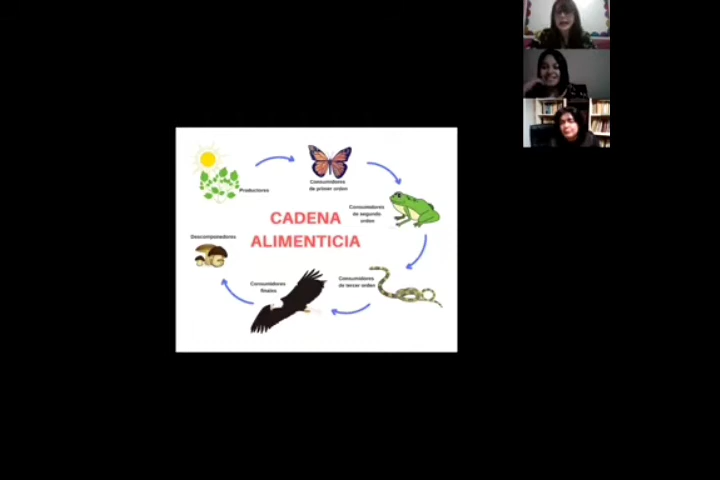 Productores
Consumidores
de primer orden
Consumidores
de segundo
orden
CADENA
ALIMENTICIA
Descomponedores
Consumidores
de tercer orden
Consumidores
finales